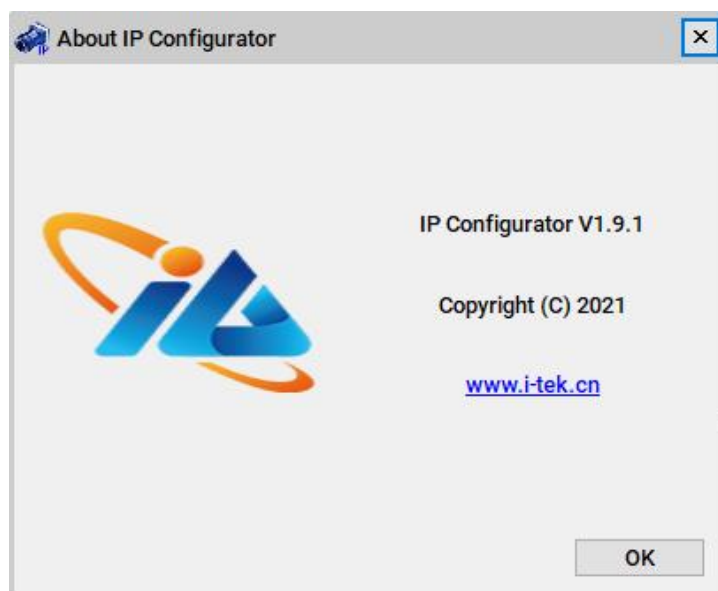 About IP Configurator
IP Configurator V1.9.1
Copyright (C) 2021
www.i-tek.cn
OK